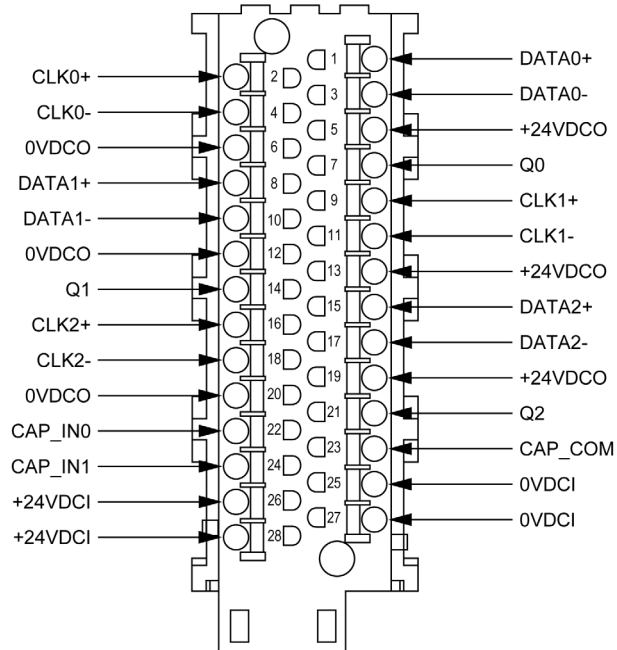 1 DATA0+
CLK0+ 2
3 DATA0-
CLK0- 4
5 +24VDCO
0VDCO 6
7 Q0
DATA1+ 8
9 CLK1+
DATA1- 10
11 CLK1-
0VDCO 12
13 +24VDCO
Q1 14
15 DATA2+
CLK2+ 16
17 DATA2-
CLK2- 18
19 +24VDCO
0VDCO 20
21 Q2
CAP_IN0 22
23 CAP_COM
CAP_IN1 24
25 0VDCI
+24VDCI 26
27 0VDCI
+24VDCI 28